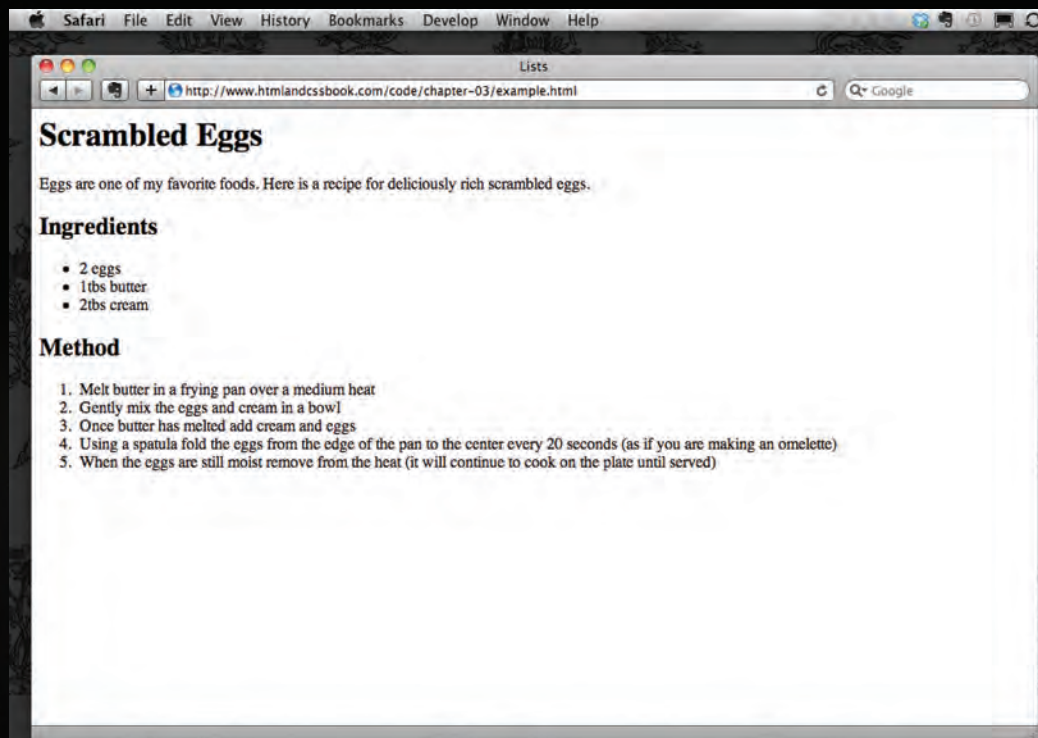 Safari File Edit View History Bookmarks Develop Window Help
Lists
http://www.htmlandcssbook.com/code/chapter-03/example.html
Google
Scrambled Eggs
Eggs are one of my favorite foods. Here is a recipe for deliciously rich scrambled eggs.
Ingredients
• 2 eggs
• 1tbs butter
• 2tbs cream
Method
1. Melt butter in a frying pan over a medium heat
2. Gently mix the eggs and cream in a bowl
3. Once butter has melted add cream and eggs
4. Using a spatula fold the eggs from the edge of the pan to the center every 20 seconds (as if you are making an omelette)
5. When the eggs are still moist remove from the heat (it will continue to cook on the plate until served)